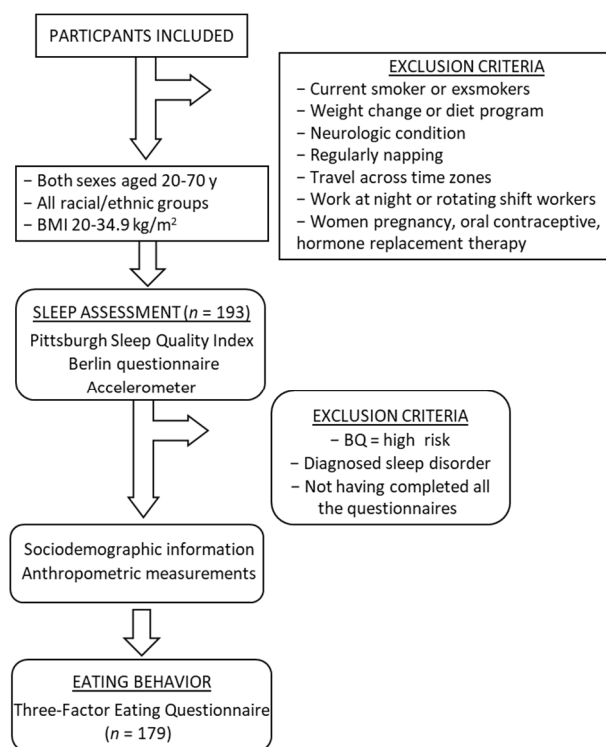 PARTICPANTS INCLUDED
EXCLUSION CRITERIA
− Current smoker or exsmokers
− Weight change or diet program
− Neurologic condition
− Regularly napping
− Travel across time zones
− Work at night or rotating shift workers
− Women pregnancy, oral contraceptive,
hormone replacement therapy
− Both sexes aged 20-70 y
− All racial/ethnic groups
− BMI 20-34.9 kg/m²
SLEEP ASSESSMENT (n = 193)
Pittsburgh Sleep Quality Index
Berlin questionnaire
Accelerometer
EXCLUSION CRITERIA
− BQ = high risk
− Diagnosed sleep disorder
− Not having completed all
the questionnaires
Sociodemographic information
Anthropometric measurements
EATING BEHAVIOR
Three-Factor Eating Questionnaire
(n = 179)